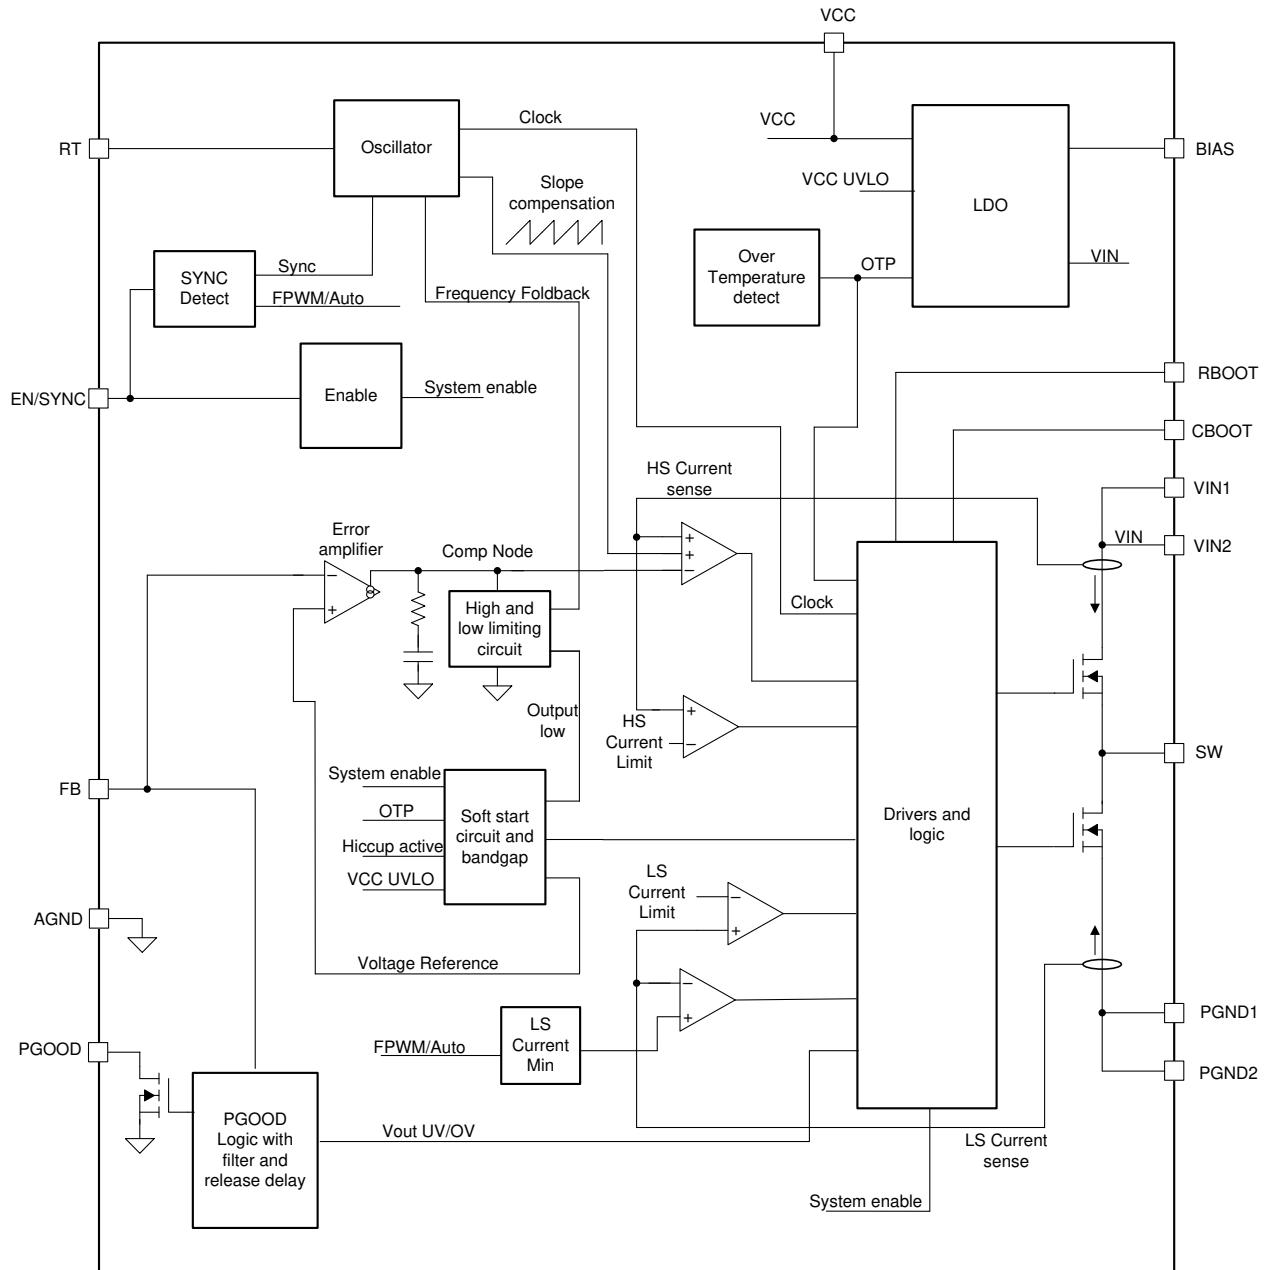 VCC
RT
Oscillator
Clock
Slope
compensation
VCC
VCC UVLO
LDO
BIAS
SYNC
Detect
Sync
FPWM/Auto
Frequency Foldback
Over
Temperature
detect
OTP
VIN
EN/SYNC
Enable
System enable
RBOOT
CBOOT
HS Current
sense
VIN1
VIN
VIN2
Error
amplifier
Comp Node
−
+
+
+
−
High and
low limiting
circuit
Clock
Output
low
HS
Current
Limit
+
−
SW
FB
System enable
OTP
Hiccup active
VCC UVLO
Soft start
circuit and
bandgap
Drivers and
logic
LS
Current
Limit
−
+
AGND
Voltage Reference
−
+
PGOOD
FPWM/Auto
LS
Current
Min
PGND1
PGND2
PGOOD
Logic with
filter and
release delay
Vout UV/OV
LS Current
sense
System enable